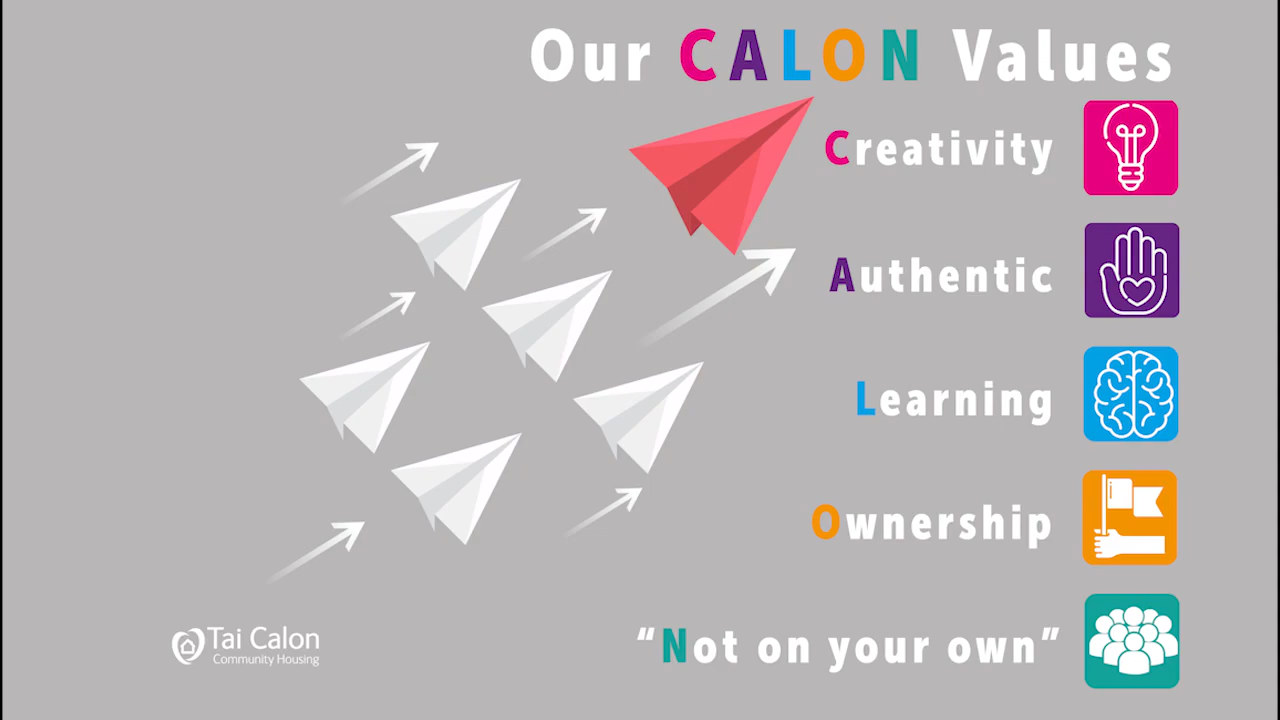 Our CALON Values
Creativity
Authentic
Learning
Ownership
“Not on your own”
Tai Calon
Community Housing